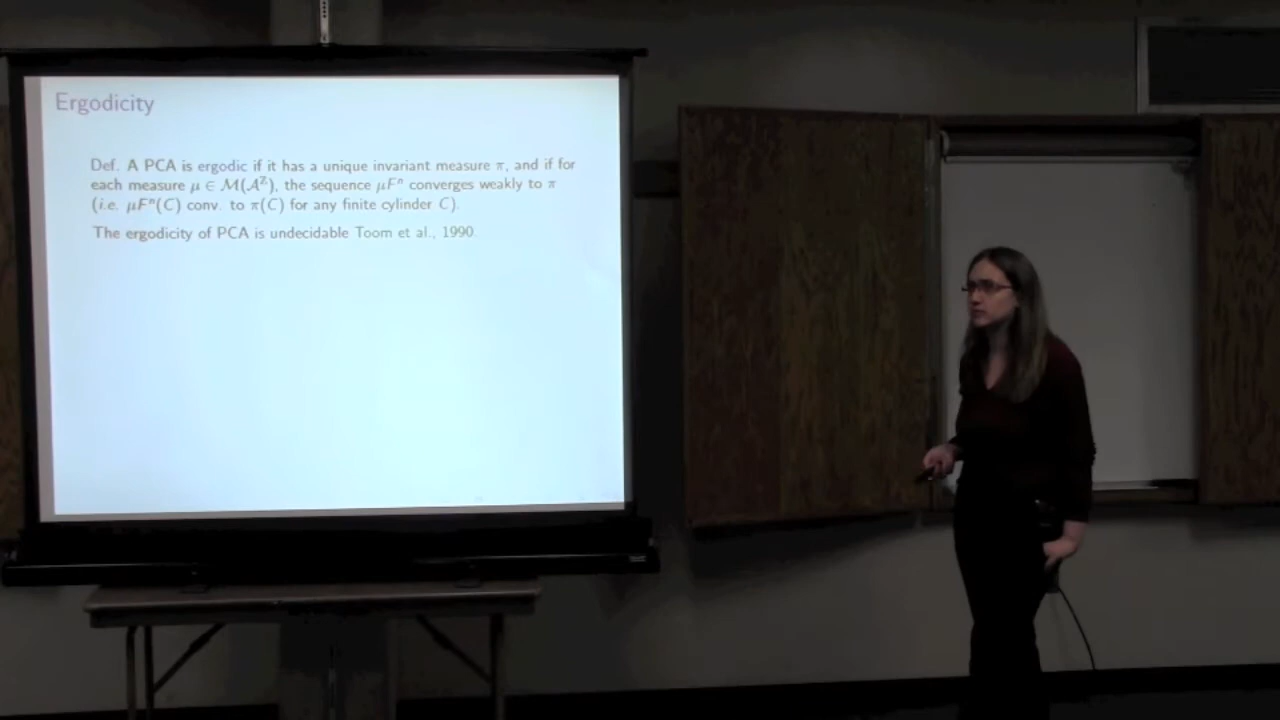 Ergodicity
Def. A PCA is ergodic if it has a unique invariant measure π, and if for
each measure μ ∈ M(A^Z), the sequence μF^n converges weakly to π
(i.e. μF^n(C) conv. to π(C) for any finite cylinder C).
The ergodicity of PCA is undecidable Toom et al., 1990.